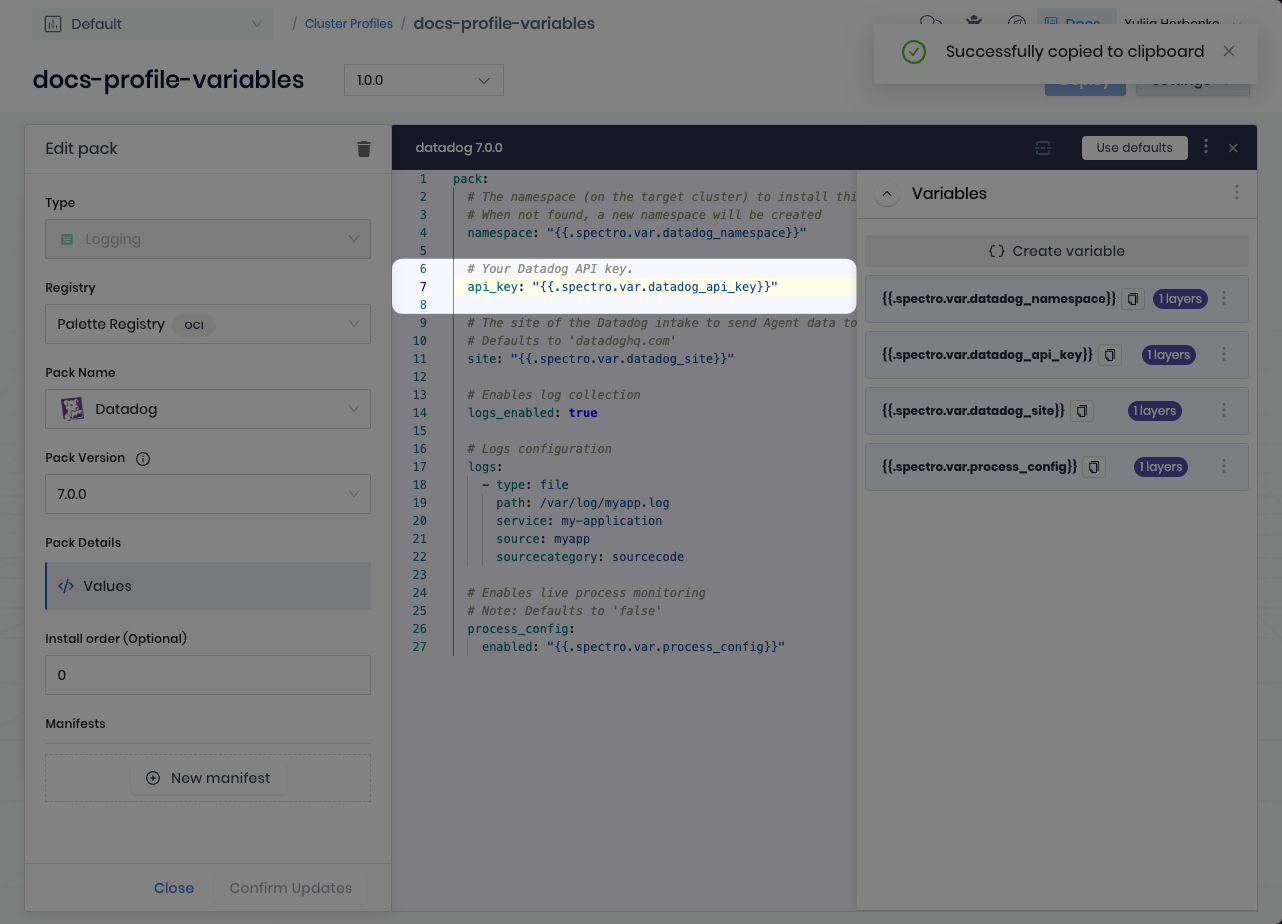 Default
/ Cluster Profiles / docs-profile-variables
Docs
Yuliia Horbenko
Successfully copied to clipboard
docs-profile-variables
1.0.0
Deploy
Settings
Edit pack
Type
Logging
Registry
Palette Registry OCI
Pack Name
Datadog
Pack Version
7.0.0
Pack Details
</> Values
Install order (Optional)
0
Manifests
New manifest
Close
Confirm Updates
datadog 7.0.0
Use defaults
1 pack:
2 # The namespace (on the target cluster) to install thi
3 # When not found, a new namespace will be created
4 namespace: "{{.spectro.var.datadog_namespace}}"
5
6 # Your Datadog API key.
7 api_key: "{{.spectro.var.datadog_api_key}}"
8
9 # The site of the Datadog intake to send Agent data to
10 # Defaults to 'datadoghq.com'
11 site: "{{.spectro.var.datadog_site}}"
12
13 # Enables log collection
14 logs_enabled: true
15
16 # Logs configuration
17 logs:
18 - type: file
19 path: /var/log/myapp.log
20 service: my-application
21 source: myapp
22 sourcecategory: sourcecode
23
24 # Enables live process monitoring
25 # Note: Defaults to 'false'
26 process_config:
27 enabled: "{{.spectro.var.process_config}}"
Variables
{} Create variable
{{.spectro.var.datadog_namespace}} 1 layers
{{.spectro.var.datadog_api_key}} 1 layers
{{.spectro.var.datadog_site}} 1 layers
{{.spectro.var.process_config}} 1 layers